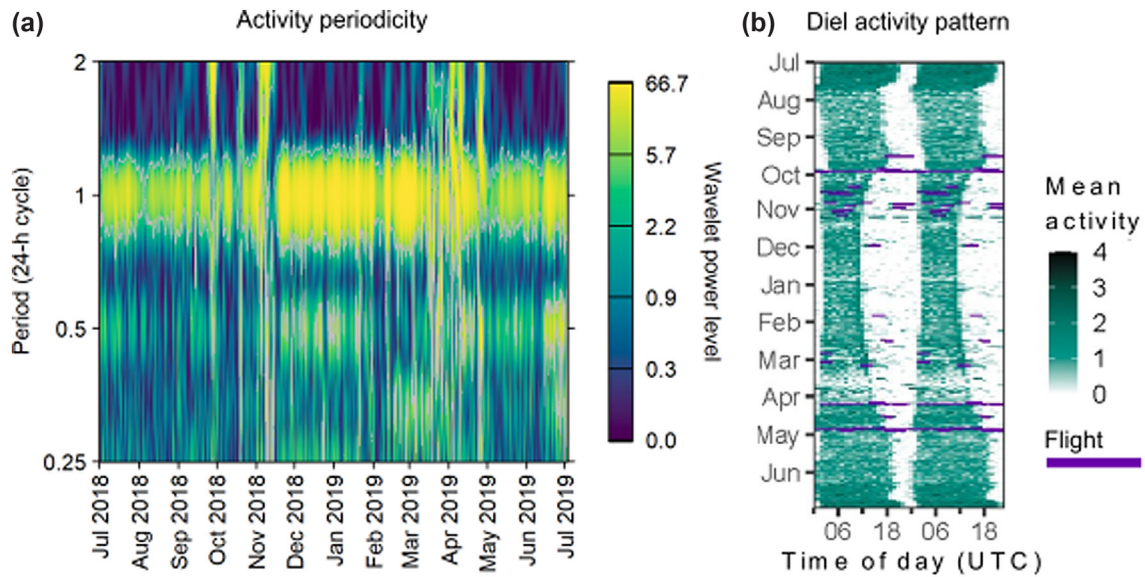 (a)
Activity periodicity
Period (24-h cycle)
2
1
0.5
0.25
Jul 2018
Aug 2018
Sep 2018
Oct 2018
Nov 2018
Dec 2018
Jan 2019
Feb 2019
Mar 2019
Apr 2019
May 2019
Jun 2019
Jul 2019
66.7
5.7
2.2
0.9
0.3
0.0
Wavelet power level
(b)
Diel activity pattern
Jul
Aug
Sep
Oct
Nov
Dec
Jan
Feb
Mar
Apr
May
Jun
06 18 06 18
Time of day (UTC)
Mean
activity
4
3
2
1
0
Flight